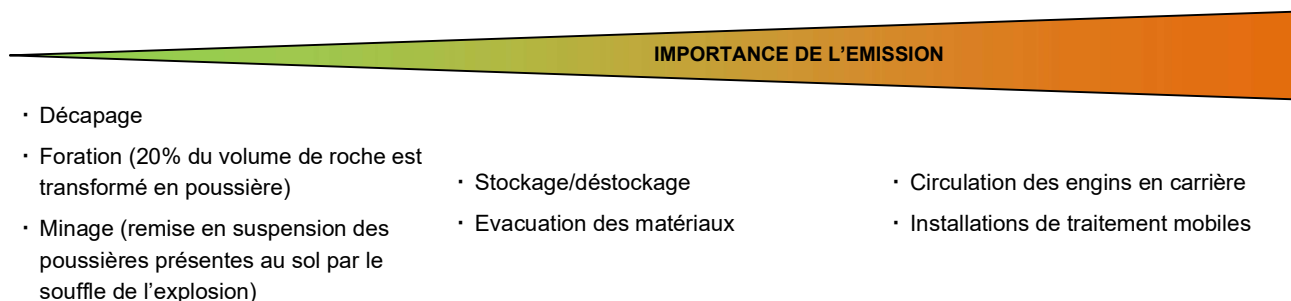 IMPORTANCE DE L’EMISSION
· Décapage
· Foration (20% du volume de roche est
transformé en poussière)
· Minage (remise en suspension des
poussières présentes au sol par le
souffle de l’explosion)
· Stockage/déstockage
· Evacuation des matériaux
· Circulation des engins en carrière
· Installations de traitement mobiles